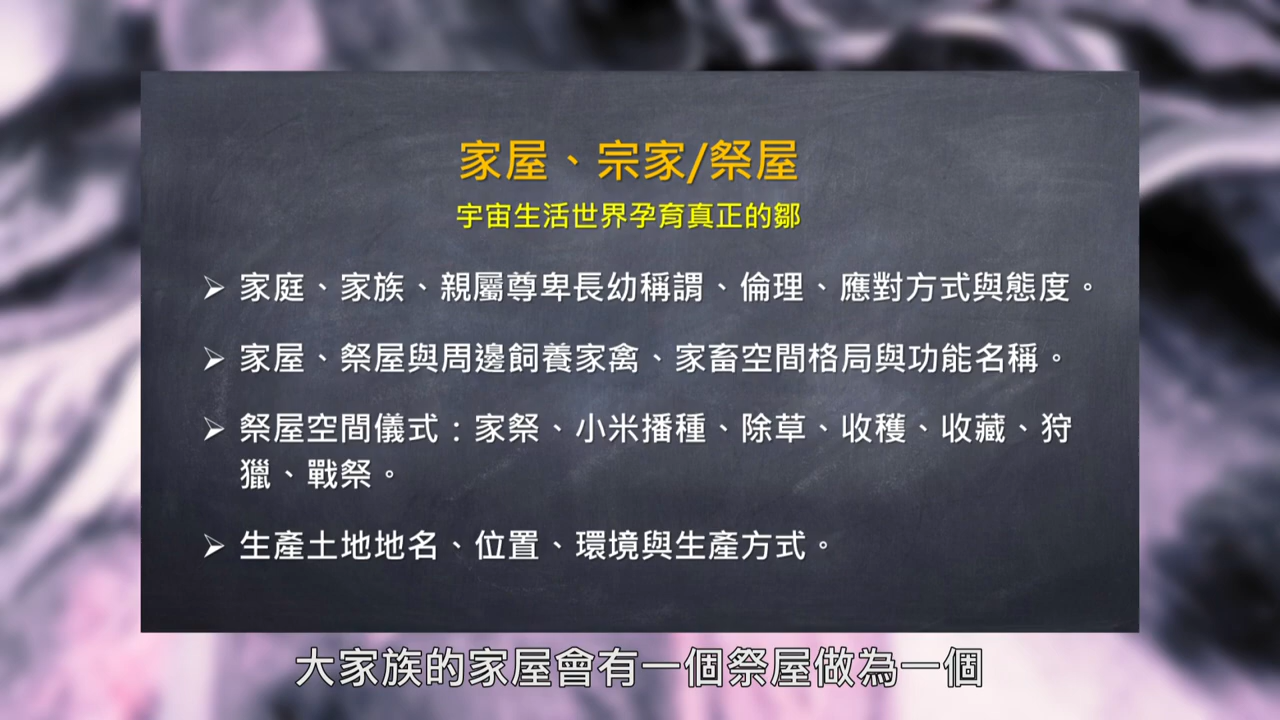 家屋、宗家/祭屋
宇宙生活世界孕育真正的鄒
➢ 家庭、家族、親屬尊卑長幼稱謂、倫理、應對方式與態度。
➢ 家屋、祭屋與周邊飼養家禽、家畜空間格局與功能名稱。
➢ 祭屋空間儀式：家祭、小米播種、除草、收穫、收藏、狩
獵、戰祭。
➢ 生產土地地名、位置、環境與生產方式。
大家族的家屋會有一個祭屋做為一個